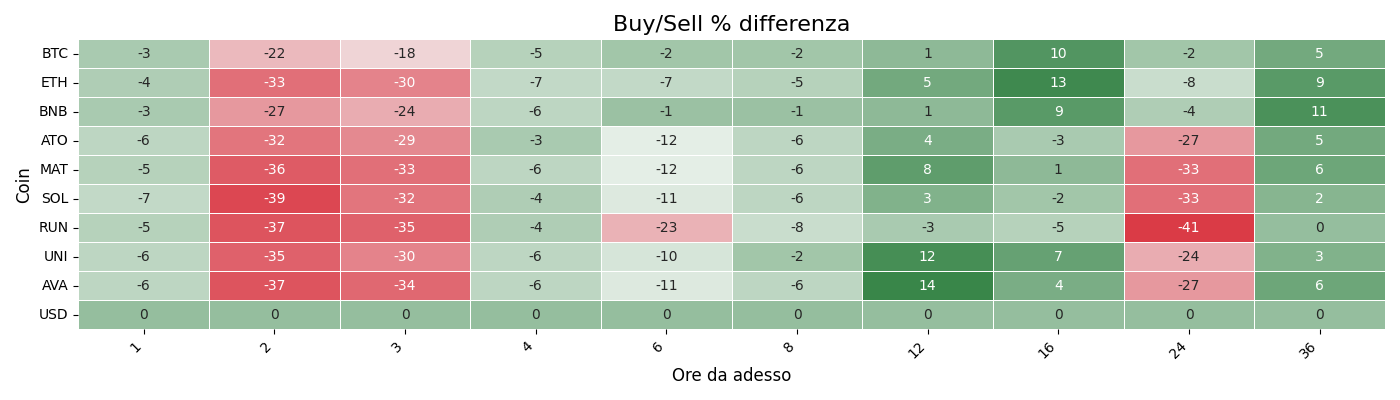 Buy/Sell % differenza
Coin
BTC -3 -22 -18 -5 -2 -2 1 10 -2 5
ETH -4 -33 -30 -7 -7 -5 5 13 -8 9
BNB -3 -27 -24 -6 -1 -1 1 9 -4 11
ATO -6 -32 -29 -3 -12 -6 4 -3 -27 5
MAT -5 -36 -33 -6 -12 -6 8 1 -33 6
SOL -7 -39 -32 -4 -11 -6 3 -2 -33 2
RUN -5 -37 -35 -4 -23 -8 -3 -5 -41 0
UNI -6 -35 -30 -6 -10 -2 12 7 -24 3
AVA -6 -37 -34 -6 -11 -6 14 4 -27 6
USD 0 0 0 0 0 0 0 0 0 0
1 2 3 4 6 8 12 16 24 36
Ore da adesso